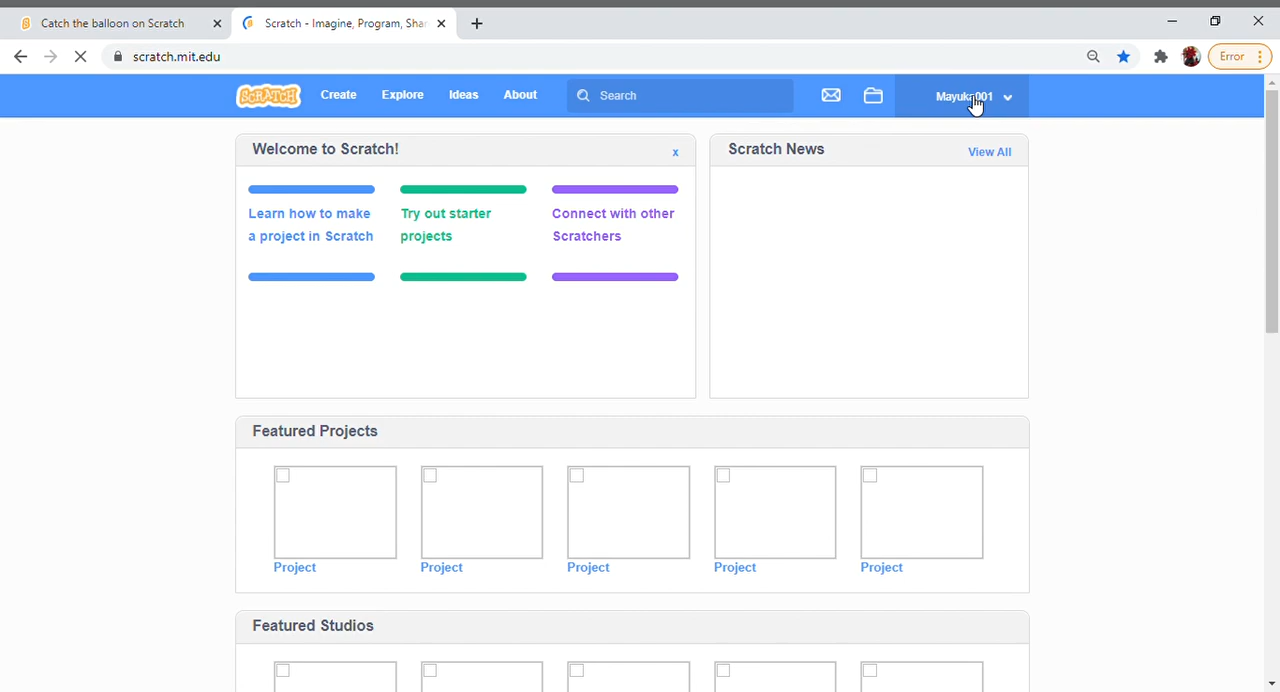 Catch the balloon on Scratch
Scratch - Imagine, Program, Shar
scratch.mit.edu
Error
SCRATCH
Create
Explore
Ideas
About
Search
Welcome to Scratch!
x
Scratch News
View All
Learn how to make
a project in Scratch
Try out starter
projects
Connect with other
Scratchers
Featured Projects
Project
Project
Project
Project
Project
Featured Studios